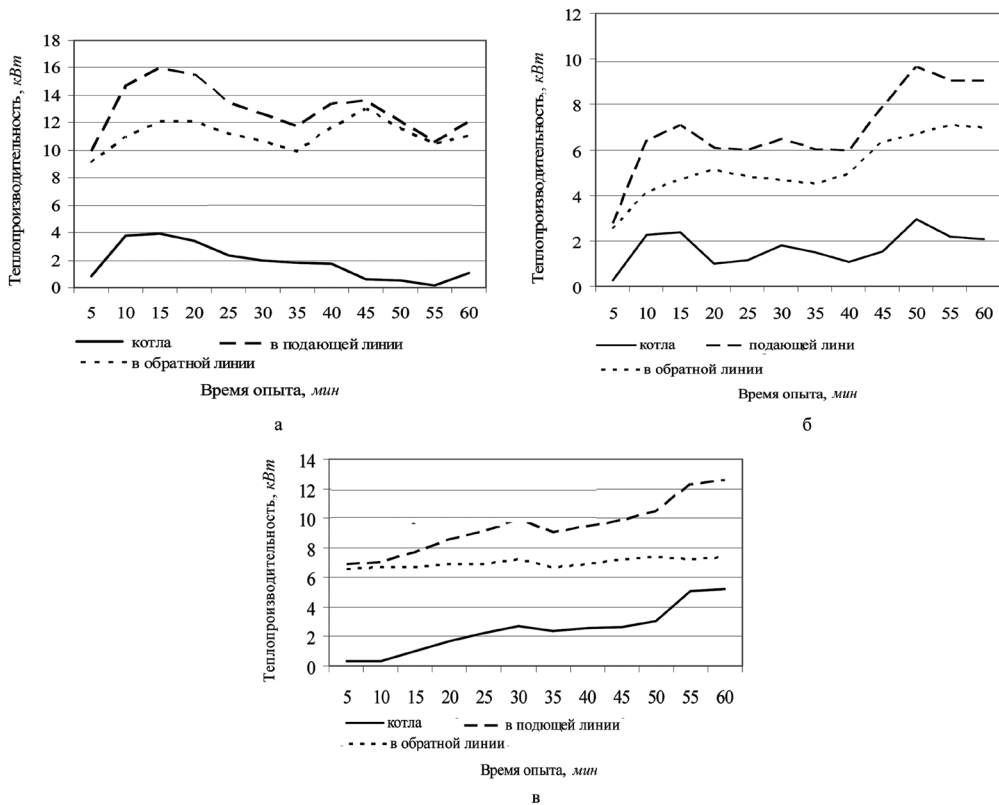 Теплопроизводительность, кВт
18
16
14
12
10
8
6
4
2
0
5 10 15 20 25 30 35 40 45 50 55 60
котла в подающей линии
в обратной линии
Время опыта, мин
а
Теплопроизводительность,, кВт
12
10
8
6
4
2
0
5 10 15 20 25 30 35 40 45 50 55 60
котла подающей лини
в обратной линии
Время опыта, мин
б
Теплопроизводительность, кВт
14
12
10
8
6
4
2
0
5 10 15 20 25 30 35 40 45 50 55 60
котла в подющей линии
в обратной линии
Время опыта, мин
в